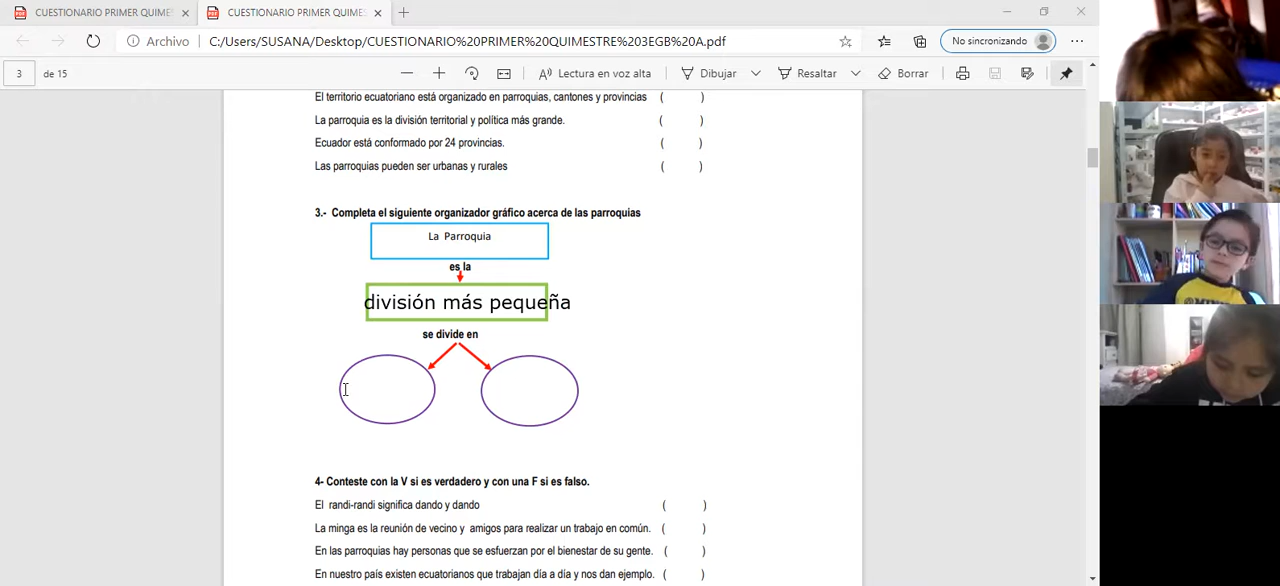 CUESTIONARIO PRIMER QUIMES
CUESTIONARIO PRIMER QUIMES
Archivo
C:/Users/SUSANA/Desktop/CUESTIONARIO%20PRIMER%20QUIMESTRE%203EGB%20A.pdf
No sincronizando
3 de 15
Lectura en voz alta
Dibujar
Resaltar
Borrar
El territorio ecuatoriano está organizado en parroquias, cantones y provincias ( )
La parroquia es la división territorial y política más grande. ( )
Ecuador está conformado por 24 provincias. ( )
Las parroquias pueden ser urbanas y rurales ( )
3.- Completa el siguiente organizador gráfico acerca de las parroquias
La Parroquia
es la
división más pequeña
se divide en
4- Conteste con la V si es verdadero y con una F si es falso.
El randi-randi significa dando y dando ( )
La minga es la reunión de vecino y amigos para realizar un trabajo en común. ( )
En las parroquias hay personas que se esfuerzan por el bienestar de su gente. ( )
En nuestro país existen ecuatorianos que trabajan día a día y nos dan ejemplo. ( )